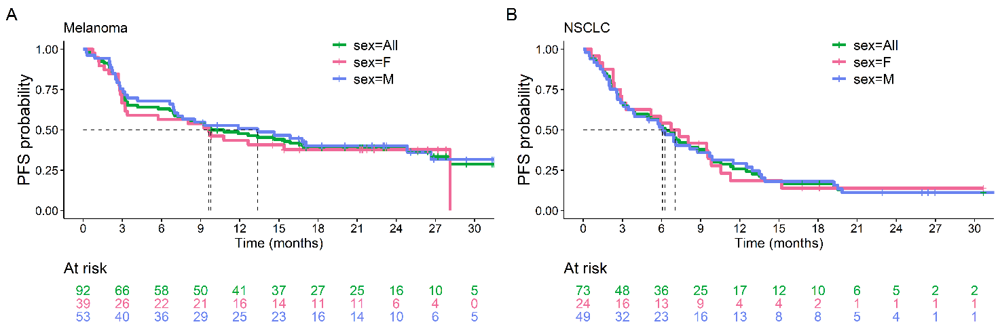 A
Melanoma
sex=All
sex=F
sex=M
PFS probability
1.00
0.75
0.50
0.25
0.00
0 3 6 9 12 15 18 21 24 27 30
Time (months)
At risk
92 66 58 50 41 37 27 25 16 10 5
39 26 22 21 16 14 11 11 6 4 0
53 40 36 29 25 23 16 14 10 6 5
B
NSCLC
sex=All
sex=F
sex=M
PFS probability
1.00
0.75
0.50
0.25
0.00
0 3 6 9 12 15 18 21 24 27 30
Time (months)
At risk
73 48 36 25 17 12 10 6 5 2 2
24 16 13 9 4 4 2 1 1 1 1
49 32 23 16 13 8 8 5 4 1 1